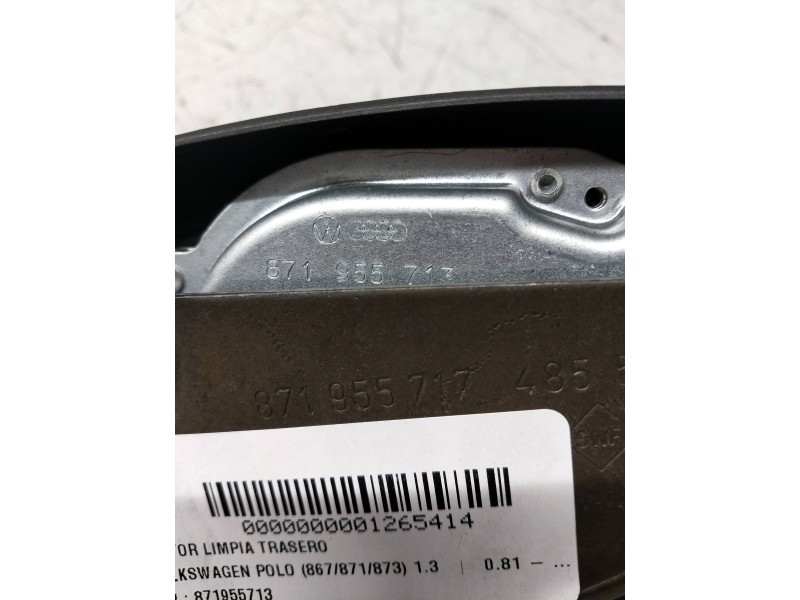 871 955 713
871 955 717 485
SWF
0000000001265414
TOR LIMPIA TRASERO
LKSWAGEN POLO (867/871/873) 1.3 | 0.81 - ...
: 871955713